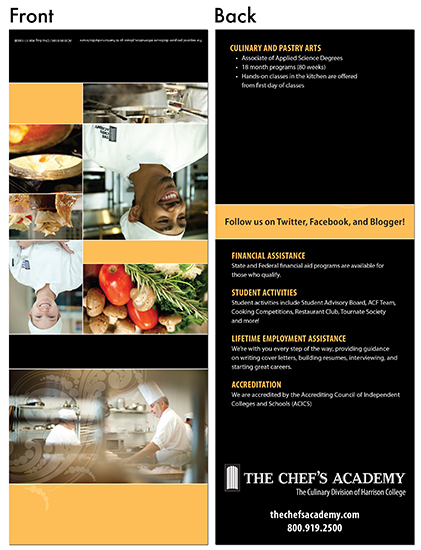 Front
Back
CULINARY AND PASTRY ARTS
• Associate of Applied Science Degrees
• 18 month programs (80 weeks)
• Hands-on classes in the kitchen are offered
from first day of classes
Follow us on Twitter, Facebook, and Blogger!
FINANCIAL ASSISTANCE
State and Federal financial aid programs are available for
those who qualify.
STUDENT ACTIVITIES
Student activities include Student Advisory Board, ACF Team,
Cooking Competitions, Restaurant Club, Tournate Society
and more!
LIFETIME EMPLOYMENT ASSISTANCE
We're with you every step of the way, providing guidance
on writing cover letters, building resumes, interviewing, and
starting great careers.
ACCREDITATION
We are accredited by the Accrediting Council of Independent
Colleges and Schools (ACICS)
THE CHEF'S ACADEMY
The Culinary Division of Harrison College
thechefsacademy.com
800.919.2500